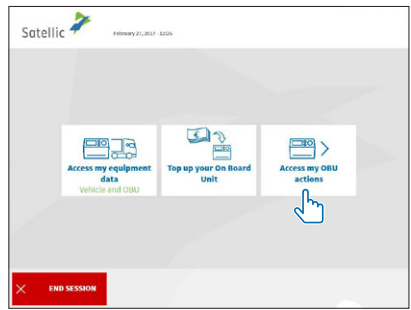 Satellic
February 27, 2017 - 13:26
Access my equipment
data
Vehicle and OBU
Top up your On Board
Unit
Access my OBU
actions
END SESSION